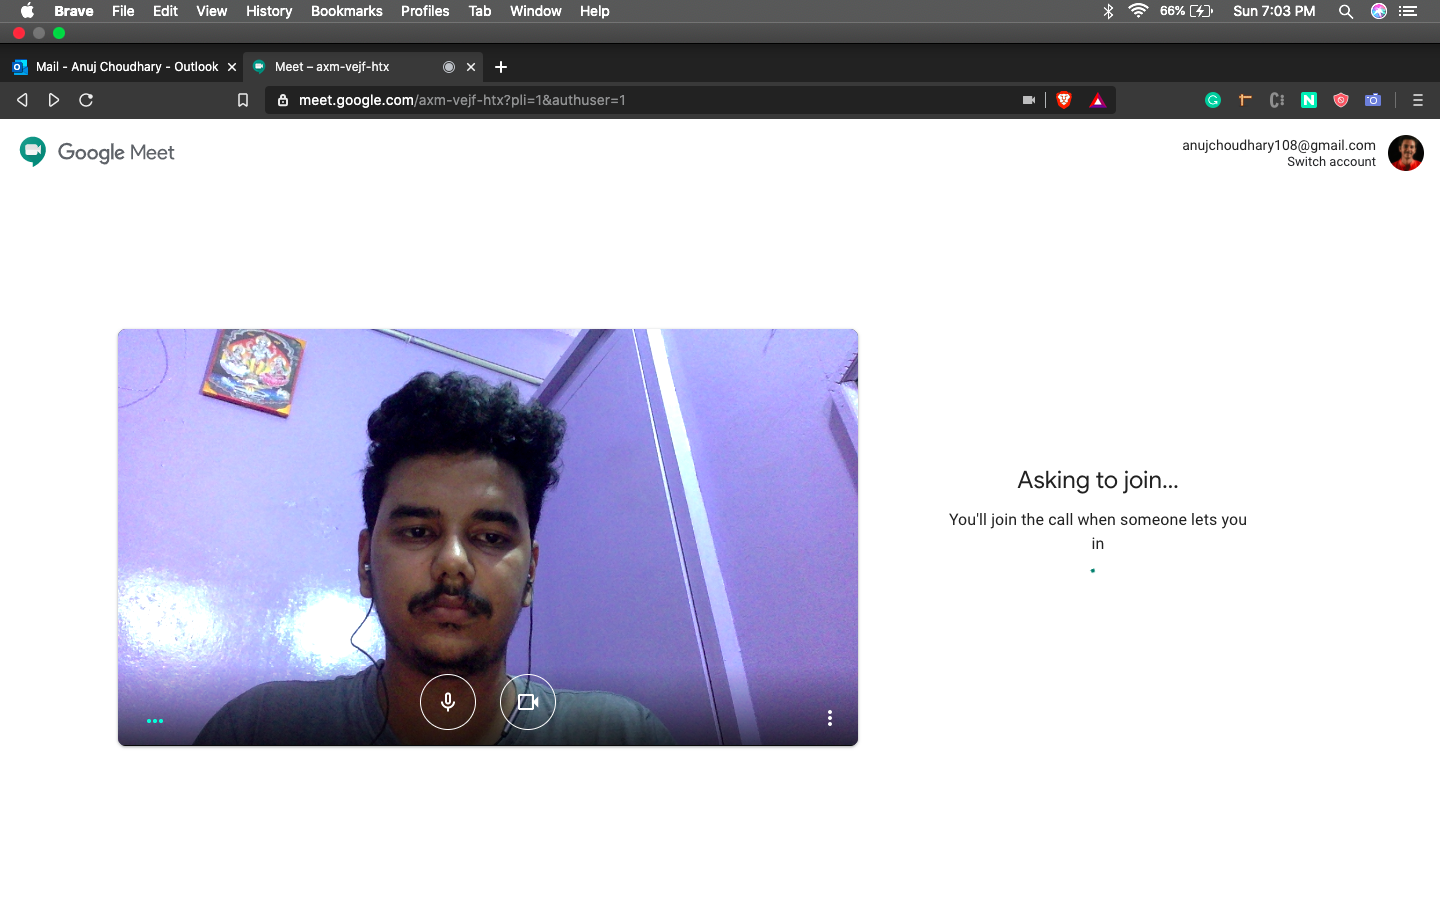 Brave File Edit View History Bookmarks Profiles Tab Window Help 66% Sun 7:03 PM
Mail - Anuj Choudhary - Outlook Meet – axm-vejf-htx
meet.google.com/axm-vejf-htx?pli=1&authuser=1
Google Meet
anujchoudhary108@gmail.com
Switch account
Asking to join...
You'll join the call when someone lets you
in